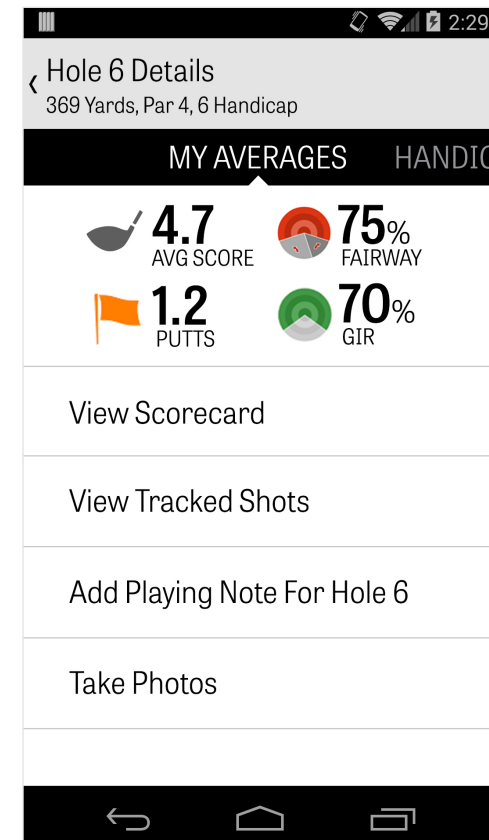 2:29
Hole 6 Details
369 Yards, Par 4, 6 Handicap
MY AVERAGES HANDIC
4.7 75%
AVG SCORE FAIRWAY
1.2 70%
PUTTS GIR
View Scorecard
View Tracked Shots
Add Playing Note For Hole 6
Take Photos